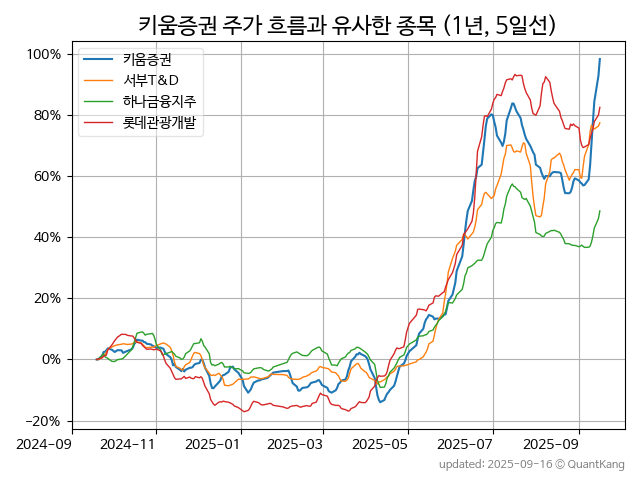 키움증권 주가 흐름과 유사한 종목 (1년, 5일선)
키움증권
서부T&D
하나금융지주
롯데관광개발
100%
80%
60%
40%
20%
0%
−20%
2024-09 2024-11 2025-01 2025-03 2025-05 2025-07 2025-09
updated: 2025-09-16 © QuantKang